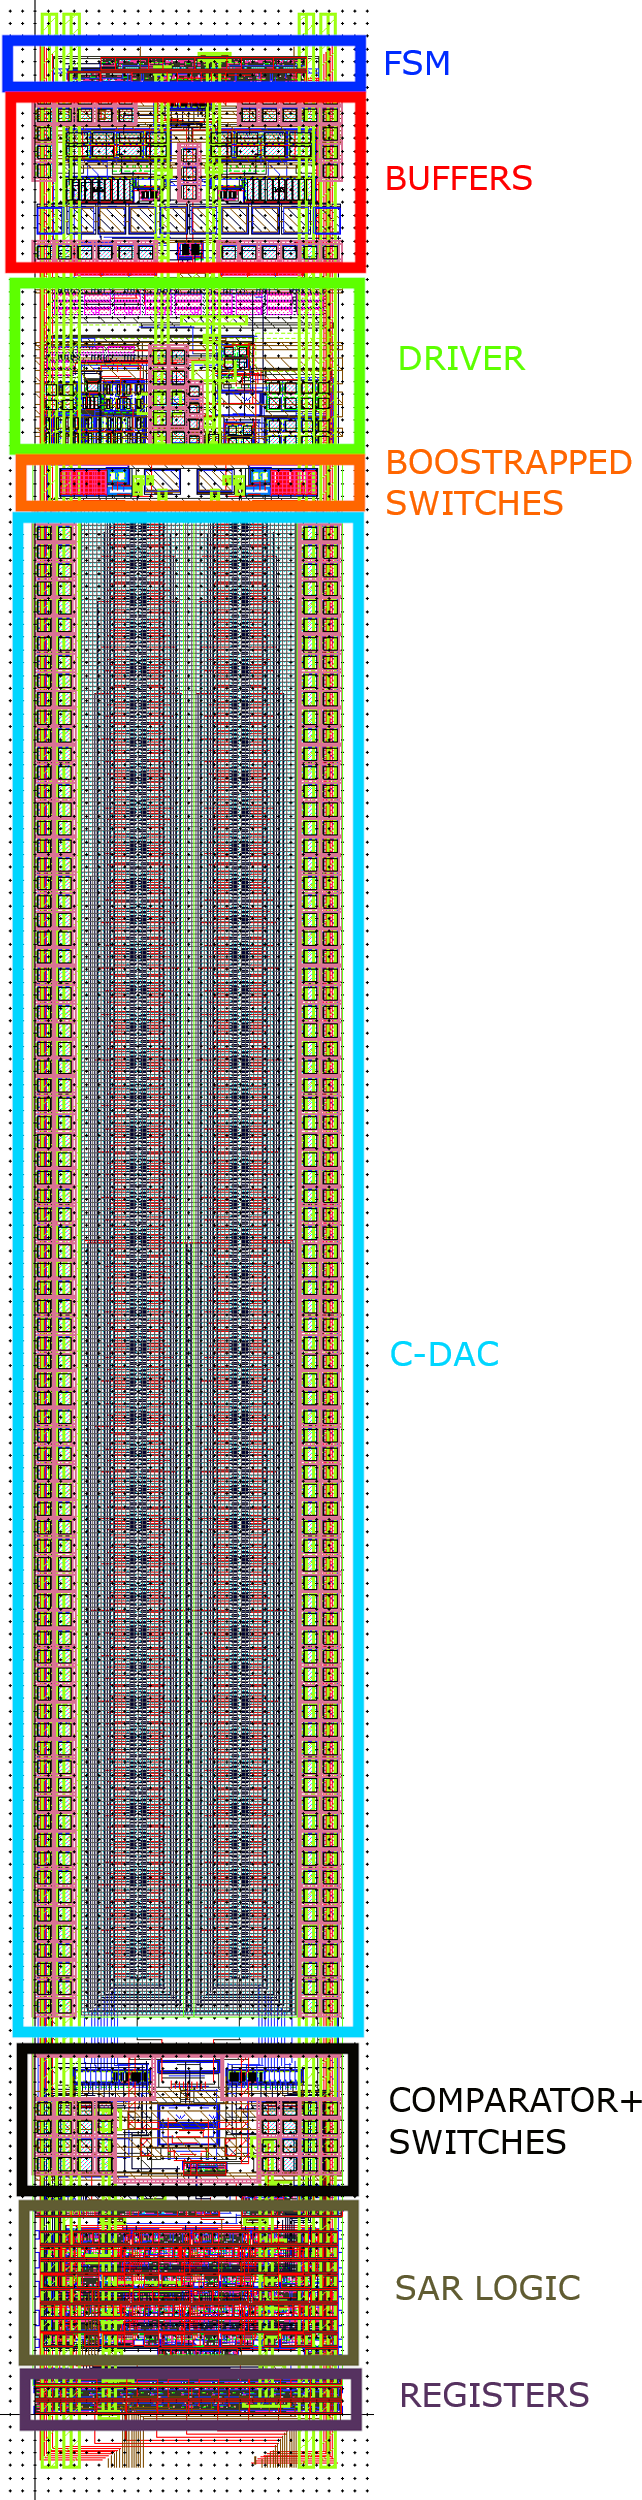 FSM
BUFFERS
DRIVER
BOOSTRAPPED
SWITCHES
C-DAC
COMPARATOR+
SWITCHES
SAR LOGIC
REGISTERS